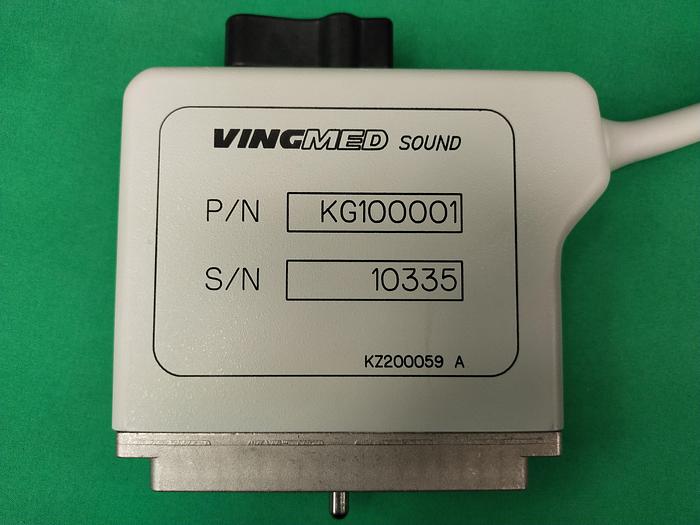 VINGMED SOUND
P/N KG100001
S/N 10335
KZ200059 A